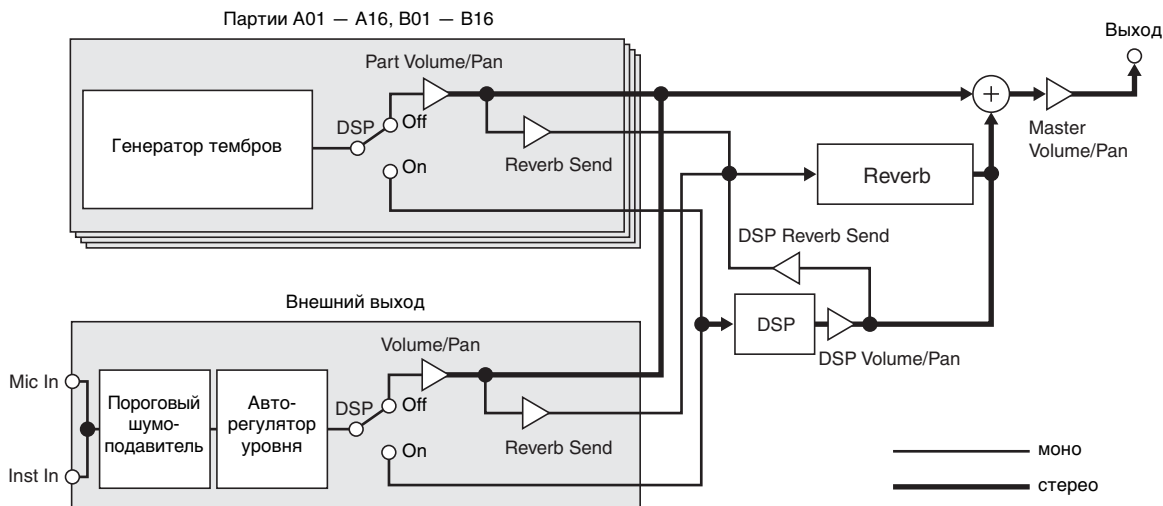 Партии A01 — A16, B01 — B16
Выход
Part Volume/Pan
Генератор тембров
DSP
Off
On
Reverb Send
Master
Volume/Pan
Reverb
DSP Reverb Send
DSP
DSP Volume/Pan
Внешний выход
Volume/Pan
Mic In
Inst In
Пороговый
шумо-
подавитель
Авто-
регулятор
уровня
DSP
Off
On
Reverb Send
моно
стерео